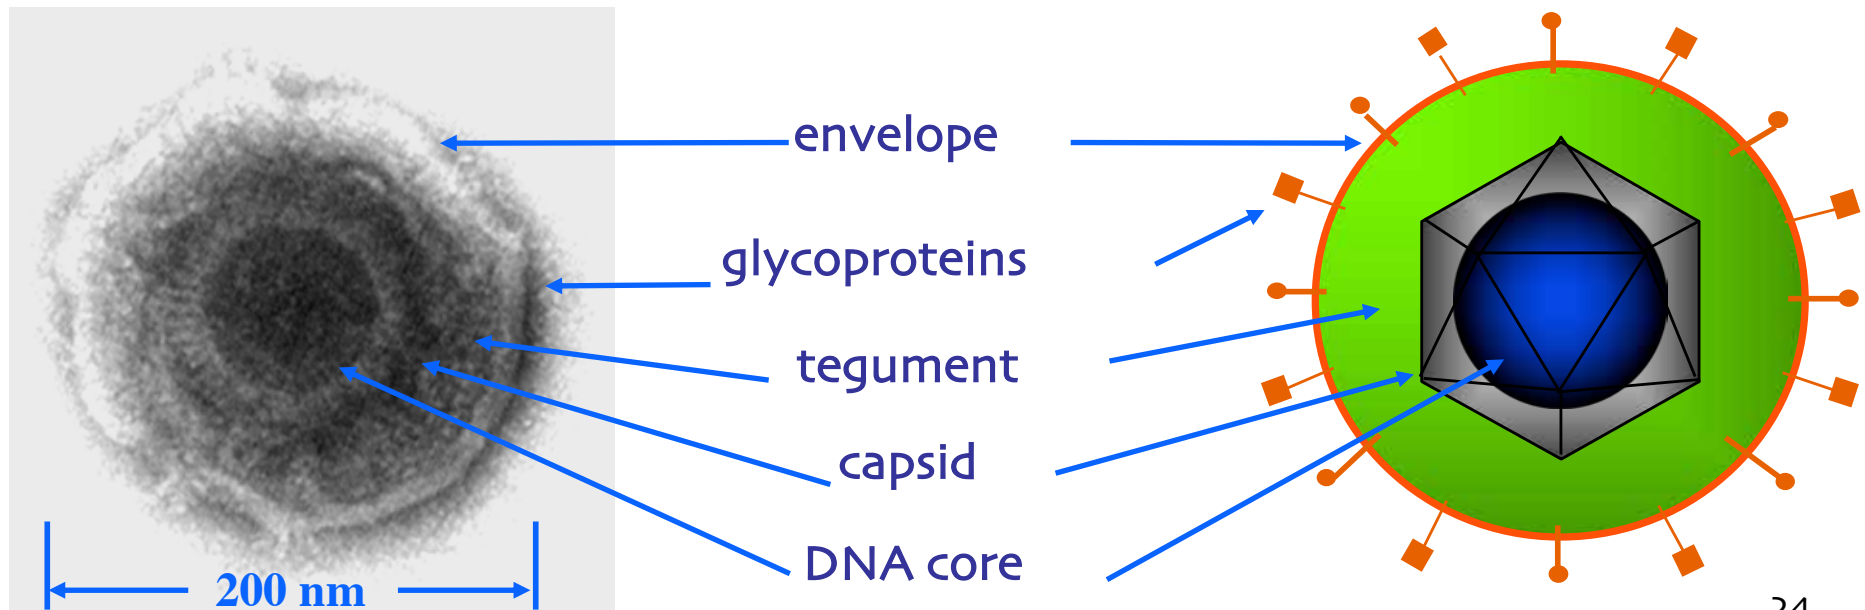 envelope
glycoproteins
tegument
capsid
DNA core
200 nm